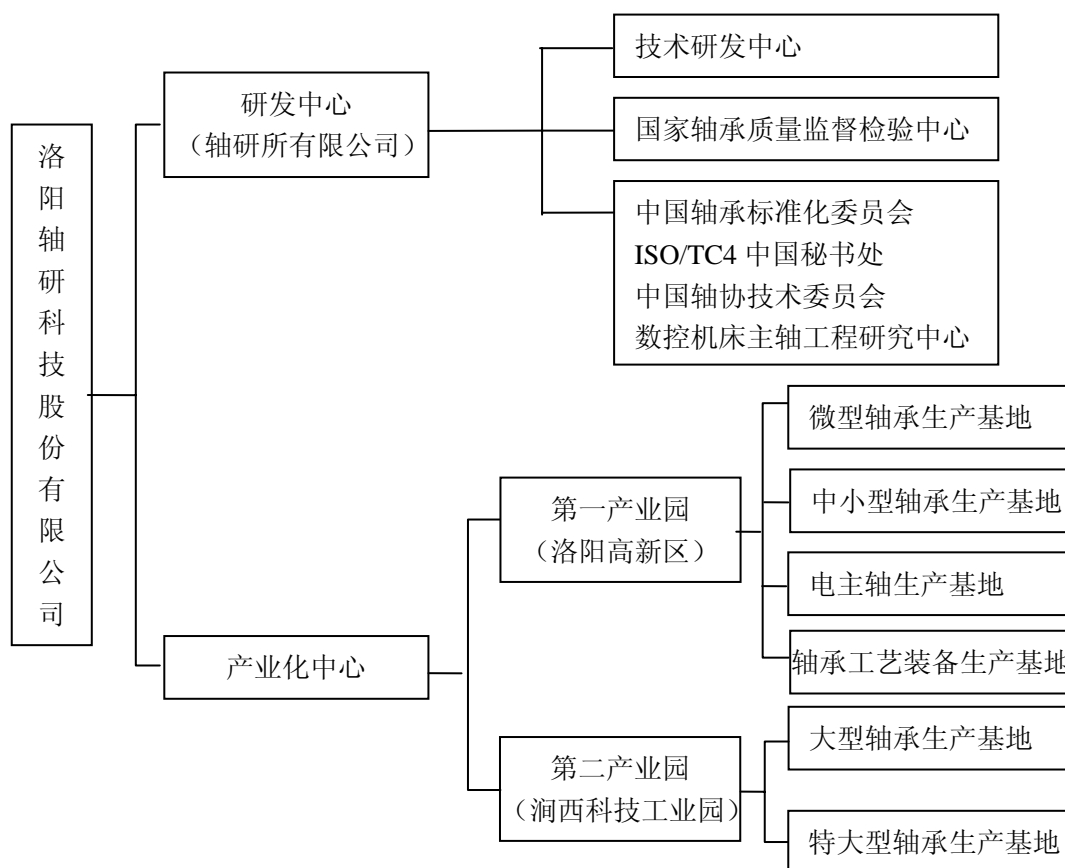 洛阳轴研科技股份有限公司
研发中心
（轴研所有限公司）
技术研发中心
国家轴承质量监督检验中心
中国轴承标准化委员会
ISO/TC4 中国秘书处
中国轴协技术委员会
数控机床主轴工程研究中心
产业化中心
第一产业园
（洛阳高新区）
微型轴承生产基地
中小型轴承生产基地
电主轴生产基地
轴承工艺装备生产基地
第二产业园
（涧西科技工业园）
大型轴承生产基地
特大型轴承生产基地